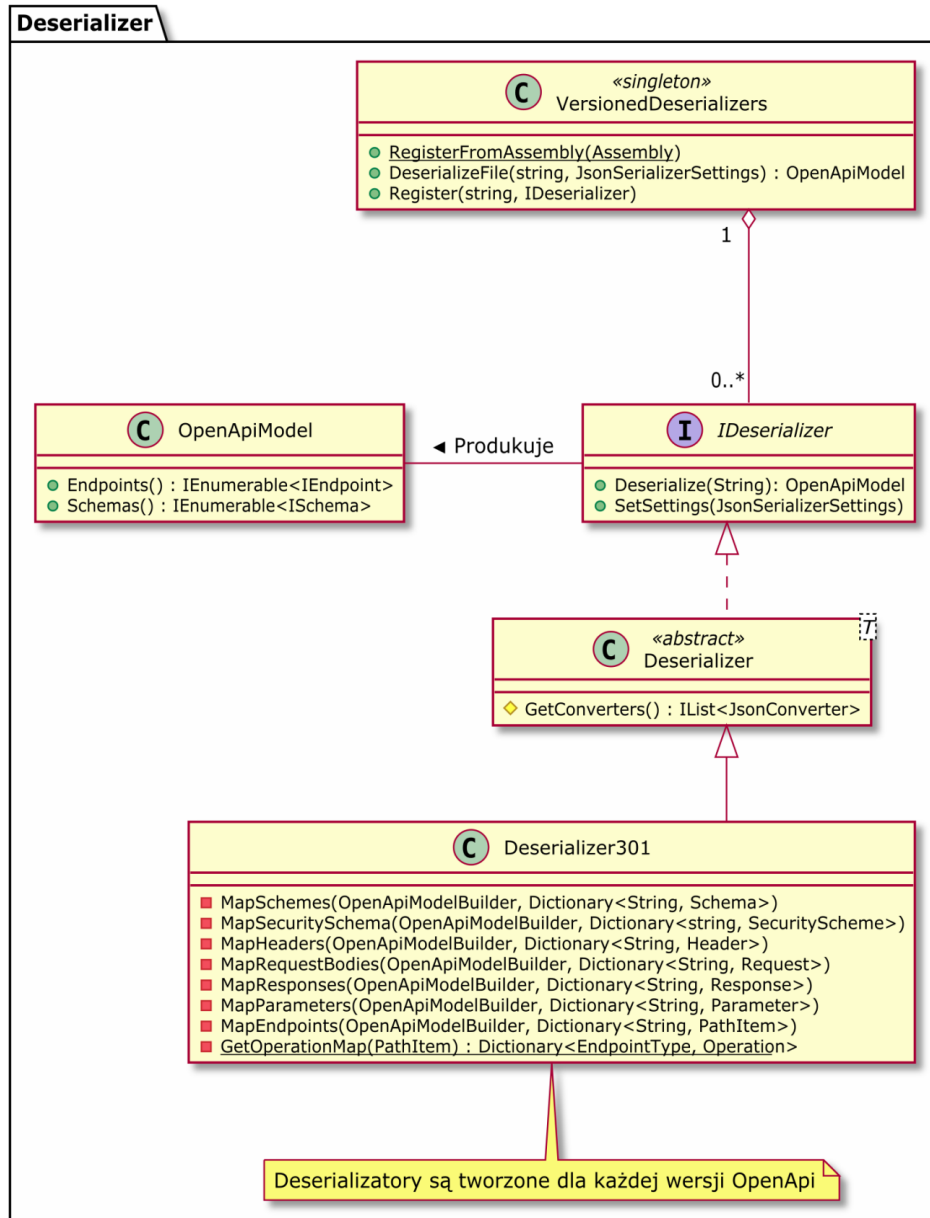 Deserializer
C
«singleton»
VersionedDeserializers
RegisterFromAssembly(Assembly)
DeserializeFile(string, JsonSerializerSettings) : OpenApiModel
Register(string, IDeserializer)
1
0..*
C
OpenApiModel
Endpoints() : IEnumerable<IEndpoint>
Schemas() : IEnumerable<ISchema>
◄ Produkuje
I
IDeserializer
Deserialize(String): OpenApiModel
SetSettings(JsonSerializerSettings)
T
C
«abstract»
Deserializer
GetConverters() : IList<JsonConverter>
C
Deserializer301
MapSchemes(OpenApiModelBuilder, Dictionary<String, Schema>)
MapSecuritySchema(OpenApiModelBuilder, Dictionary<string, SecurityScheme>)
MapHeaders(OpenApiModelBuilder, Dictionary<String, Header>)
MapRequestBodies(OpenApiModelBuilder, Dictionary<String, Request>)
MapResponses(OpenApiModelBuilder, Dictionary<String, Response>)
MapParameters(OpenApiModelBuilder, Dictionary<String, Parameter>)
MapEndpoints(OpenApiModelBuilder, Dictionary<String, PathItem>)
GetOperationMap(PathItem) : Dictionary<EndpointType, Operation>
Deserializatory są tworzone dla każdej wersji OpenApi